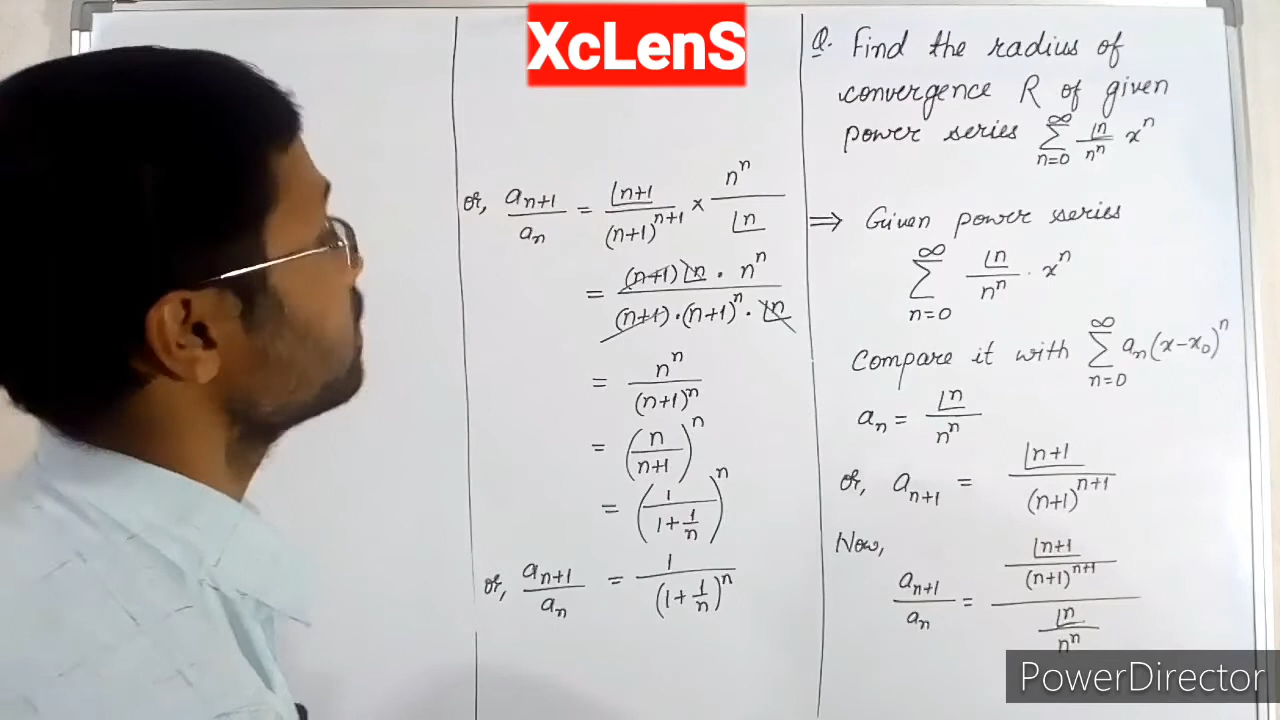 XcLenS
Q. Find the radius of
convergence R of given
power series ∑_{n=0}^{∞} ⌊n/n^n x^n
⇒ Given power series
∑_{n=0}^{∞} ⌊n/n^n · x^n
Compare it with ∑_{n=0}^{∞} a_n(x-x_0)^n
a_n = ⌊n/n^n
or, a_{n+1} = ⌊n+1/(n+1)^{n+1}
Now,
a_{n+1}/a_n = (⌊n+1/(n+1)^{n+1})/(⌊n/n^n)
or, a_{n+1}/a_n = ⌊n+1/(n+1)^{n+1} × n^n/⌊n
= (n+1)⌊n · n^n/(n+1)·(n+1)^n·⌊n
= n^n/(n+1)^n
= (n/n+1)^n
= (1/(1+1/n))^n
or, a_{n+1}/a_n = 1/(1+1/n)^n
PowerDirector